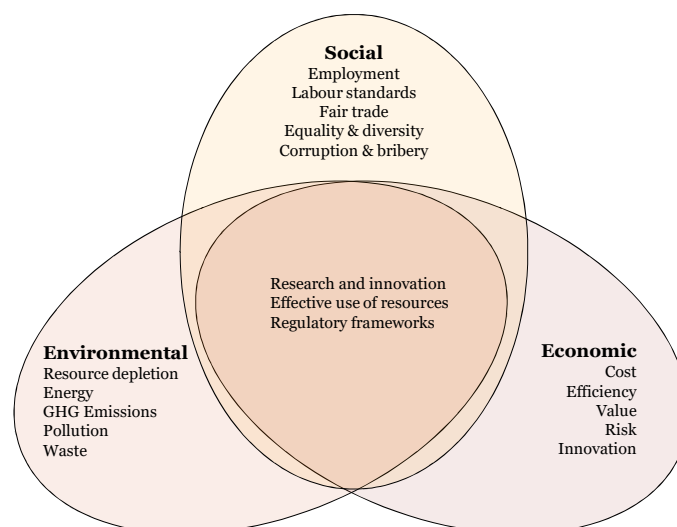 Social
Employment
Labour standards
Fair trade
Equality & diversity
Corruption & bribery
Research and innovation
Effective use of resources
Regulatory frameworks
Environmental
Resource depletion
Energy
GHG Emissions
Pollution
Waste
Economic
Cost
Efficiency
Value
Risk
Innovation